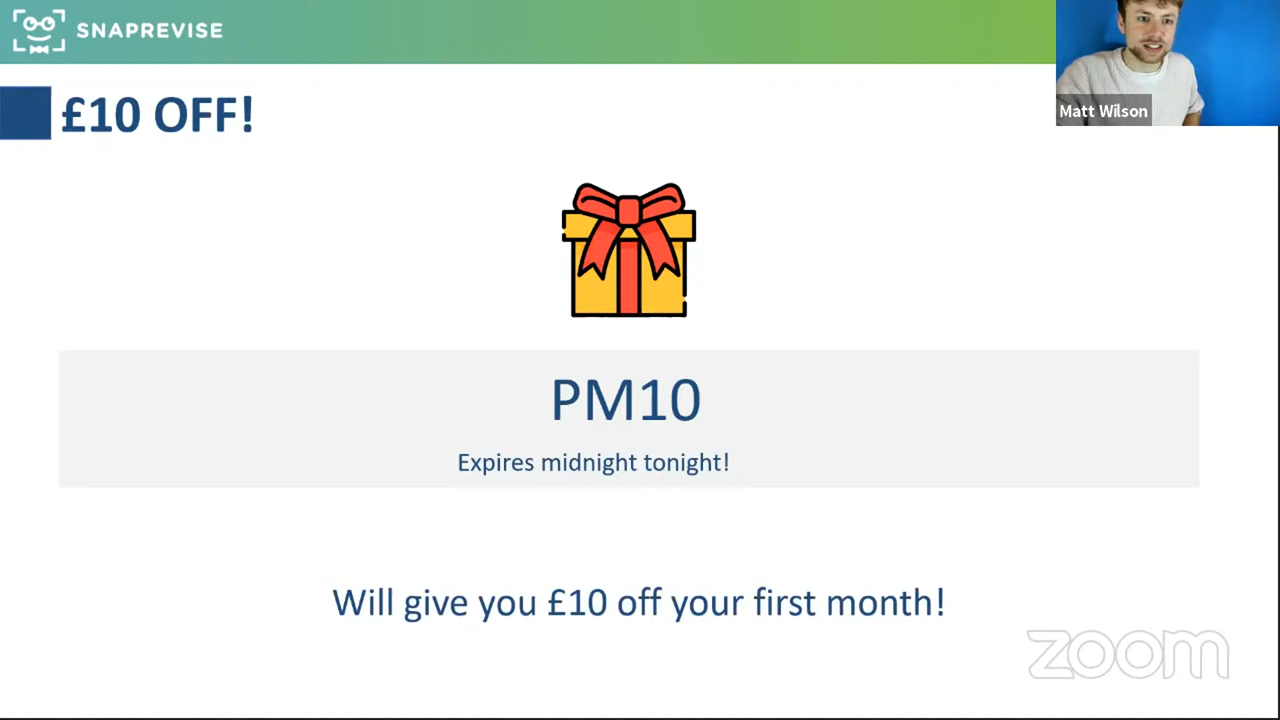 SNAPREVISE
£10 OFF!
Matt Wilson
PM10
Expires midnight tonight!
Will give you £10 off your first month!
zoom